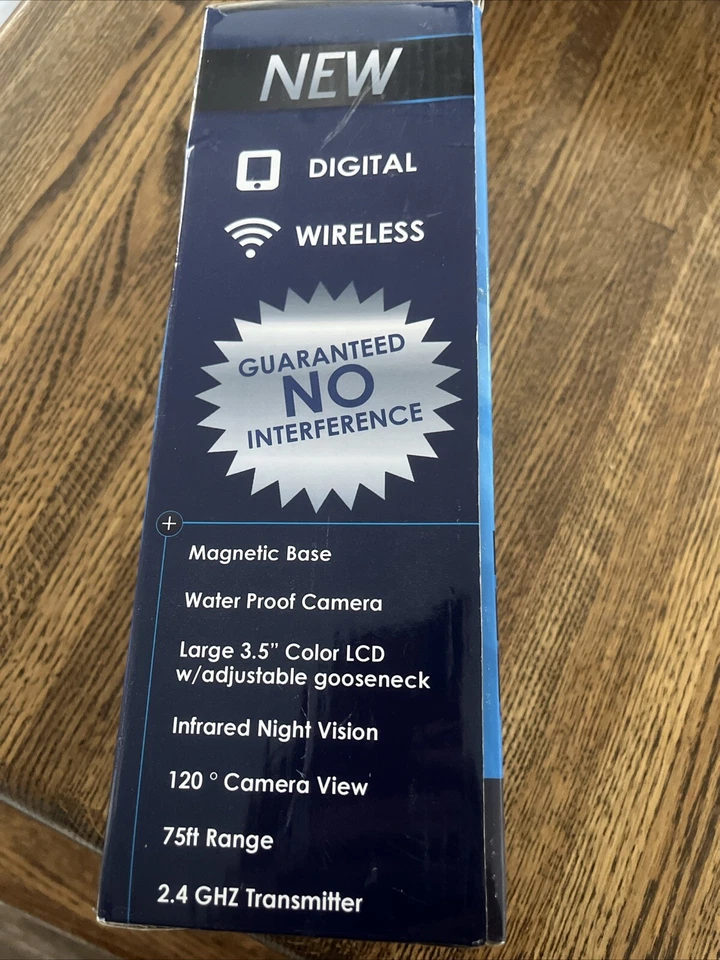 NEW
DIGITAL
WIRELESS
GUARANTEED
NO
INTERFERENCE
Magnetic Base
Water Proof Camera
Large 3.5” Color LCD
w/adjustable gooseneck
Infrared Night Vision
120 ° Camera View
75ft Range
2.4 GHZ Transmitter